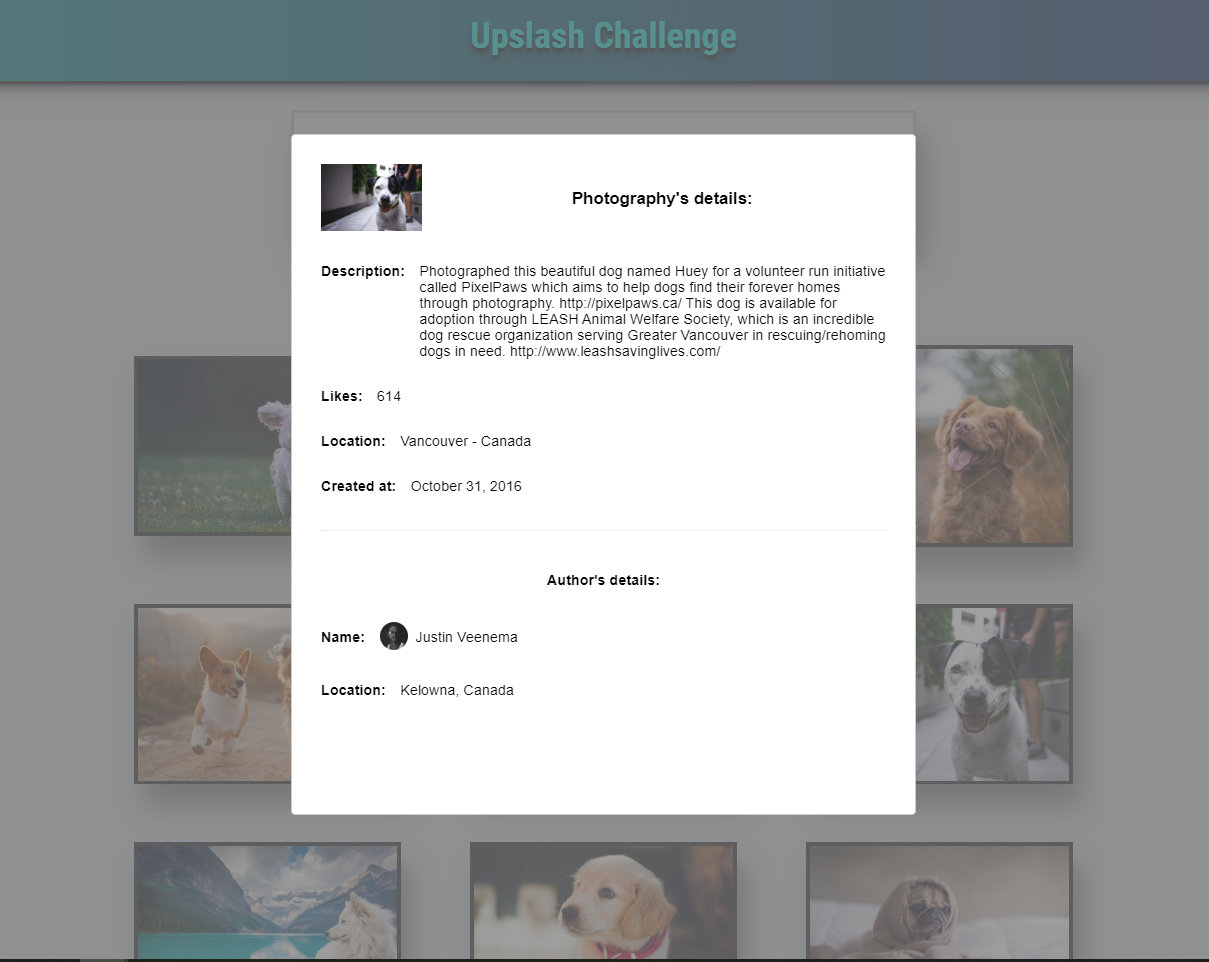 Upslash Challenge
Photography's details:
Description: Photographed this beautiful dog named Huey for a volunteer run initiative
called PixelPaws which aims to help dogs find their forever homes
through photography. http://pixelpaws.ca/ This dog is available for
adoption through LEASH Animal Welfare Society, which is an incredible
dog rescue organization serving Greater Vancouver in rescuing/rehoming
dogs in need. http://www.leashsavinglives.com/
Likes: 614
Location: Vancouver - Canada
Created at: October 31, 2016
Author's details:
Name: Justin Veenema
Location: Kelowna, Canada